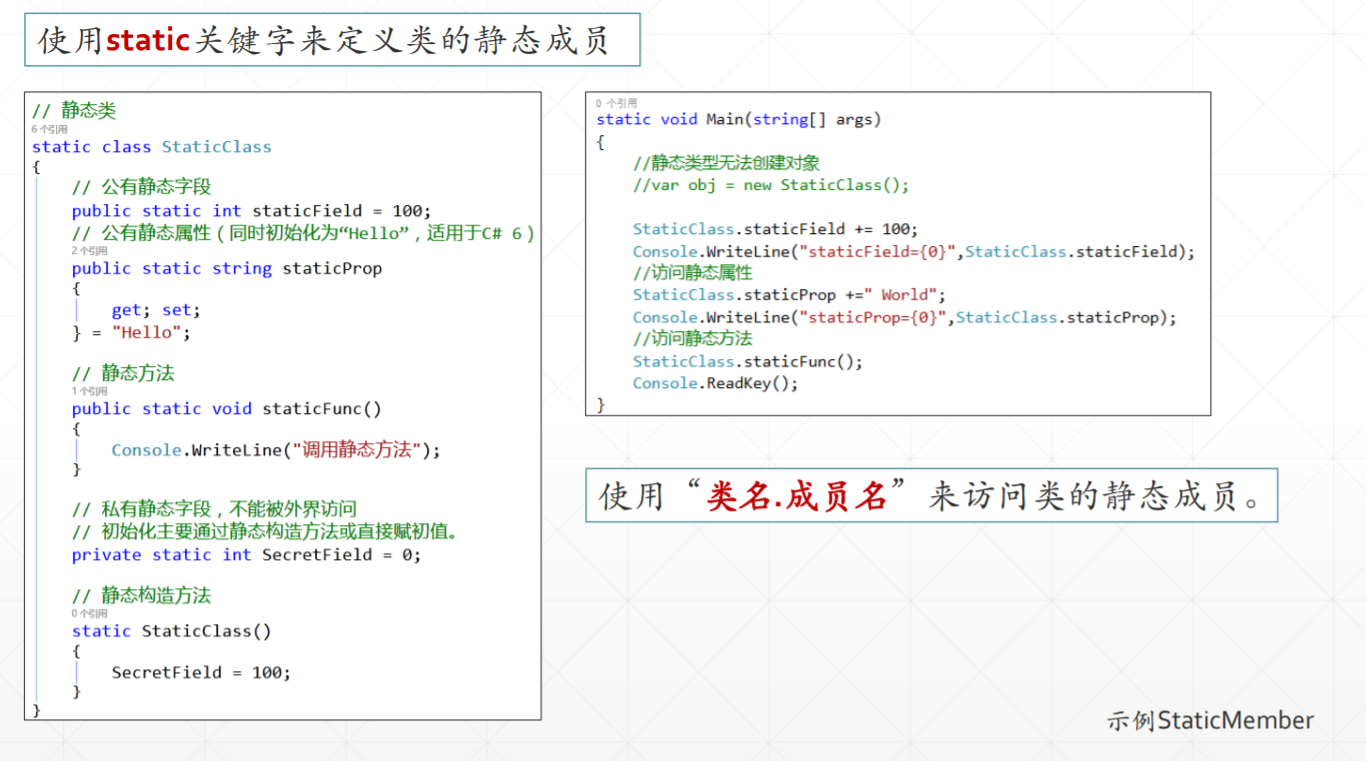 使用static关键字来定义类的静态成员
// 静态类
6 个引用
static class StaticClass
{
// 公有静态字段
public static int staticField = 100;
// 公有静态属性（同时初始化为“Hello”，适用于C# 6）
2 个引用
public static string staticProp
{
get; set;
} = "Hello";
// 静态方法
1 个引用
public static void staticFunc()
{
Console.WriteLine("调用静态方法");
}
// 私有静态字段，不能被外界访问
// 初始化主要通过静态构造方法或直接赋初值。
private static int SecretField = 0;
// 静态构造方法
0 个引用
static StaticClass()
{
SecretField = 100;
}
}
0 个引用
static void Main(string[] args)
{
//静态类型无法创建对象
//var obj = new StaticClass();
StaticClass.staticField += 100;
Console.WriteLine("staticField={0}",StaticClass.staticField);
//访问静态属性
StaticClass.staticProp +=" World";
Console.WriteLine("staticProp={0}",StaticClass.staticProp);
//访问静态方法
StaticClass.staticFunc();
Console.ReadKey();
}
使用“类名.成员名”来访问类的静态成员。
示例StaticMember